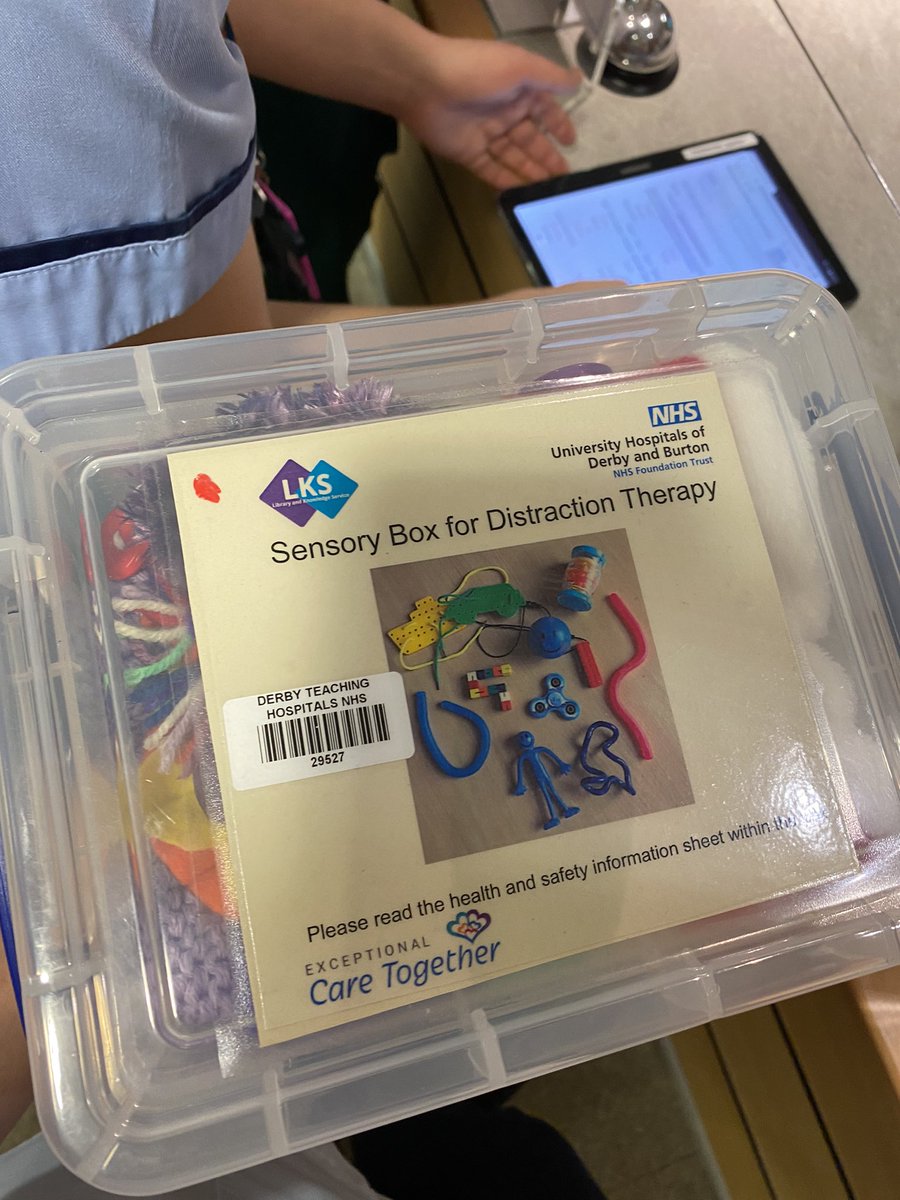 LKS
Library and Knowledge Service
NHS
University Hospitals of
Derby and Burton
NHS Foundation Trust
Sensory Box for Distraction Therapy
DERBY TEACHING
HOSPITALS NHS
29527
Please read the health and safety information sheet within the
EXCEPTIONAL
Care Together